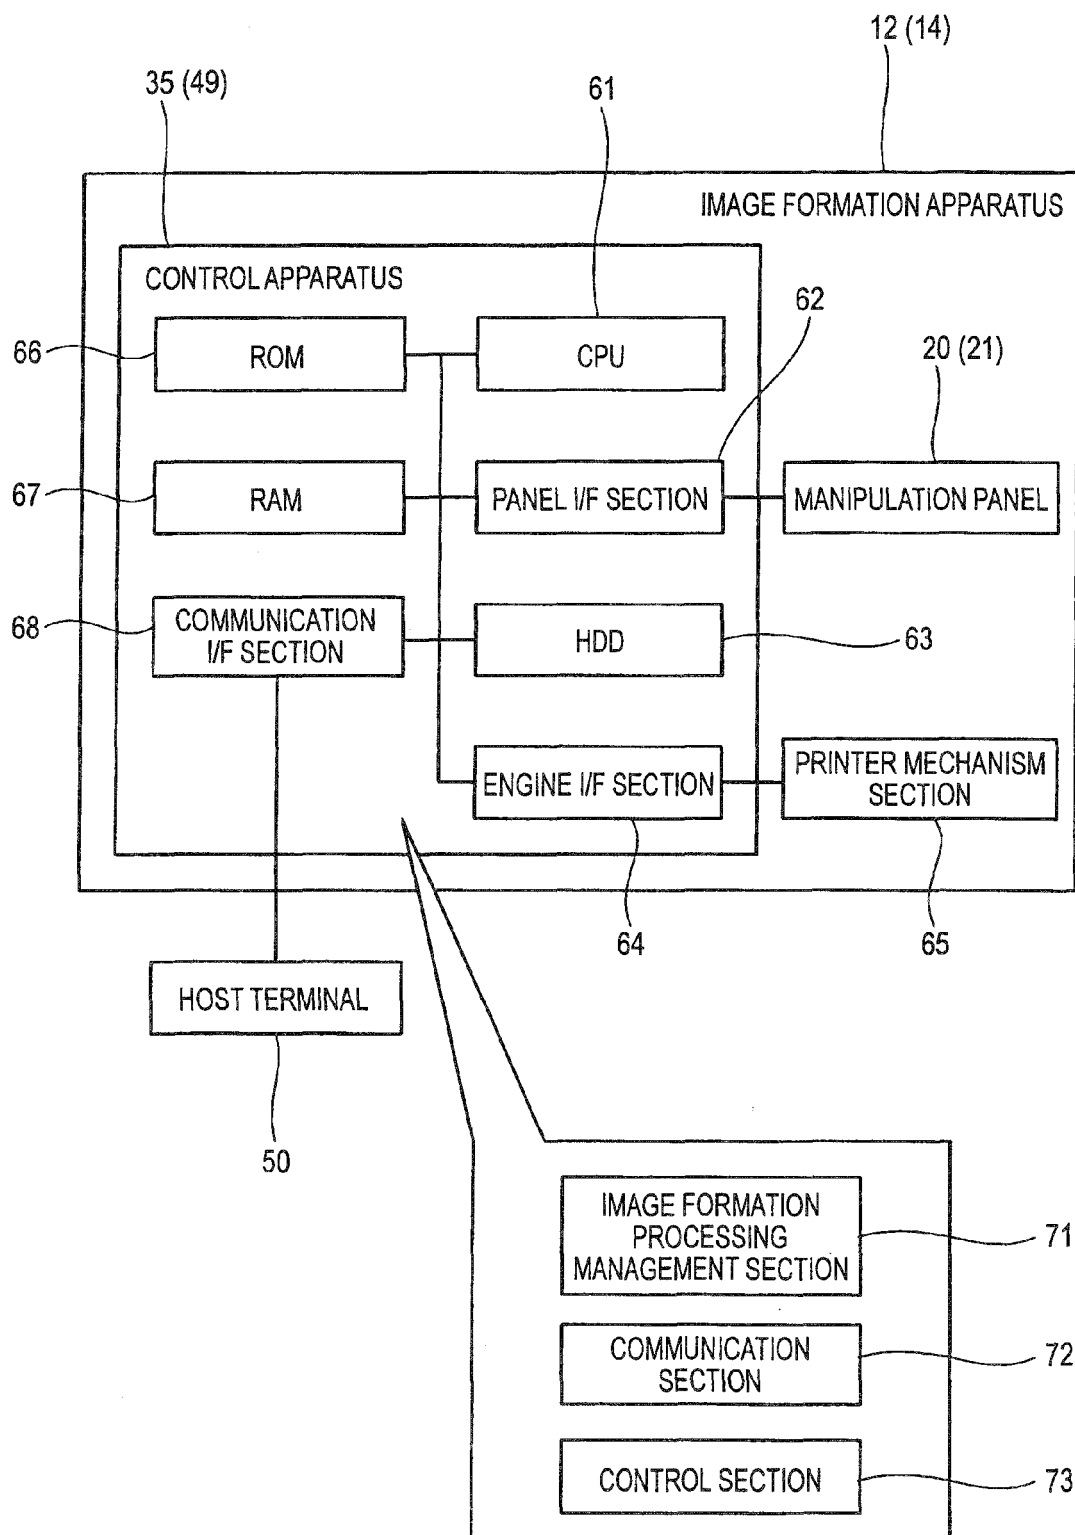 12 (14)
35 (49)
61
IMAGE FORMATION APPARATUS
CONTROL APPARATUS
62
66
ROM
CPU
20 (21)
67
RAM
PANEL I/F SECTION
MANIPULATION PANEL
68
COMMUNICATION
I/F SECTION
HDD
63
ENGINE I/F SECTION
PRINTER MECHANISM
SECTION
64
65
HOST TERMINAL
50
IMAGE FORMATION
PROCESSING
MANAGEMENT SECTION
71
COMMUNICATION
SECTION
72
CONTROL SECTION
73